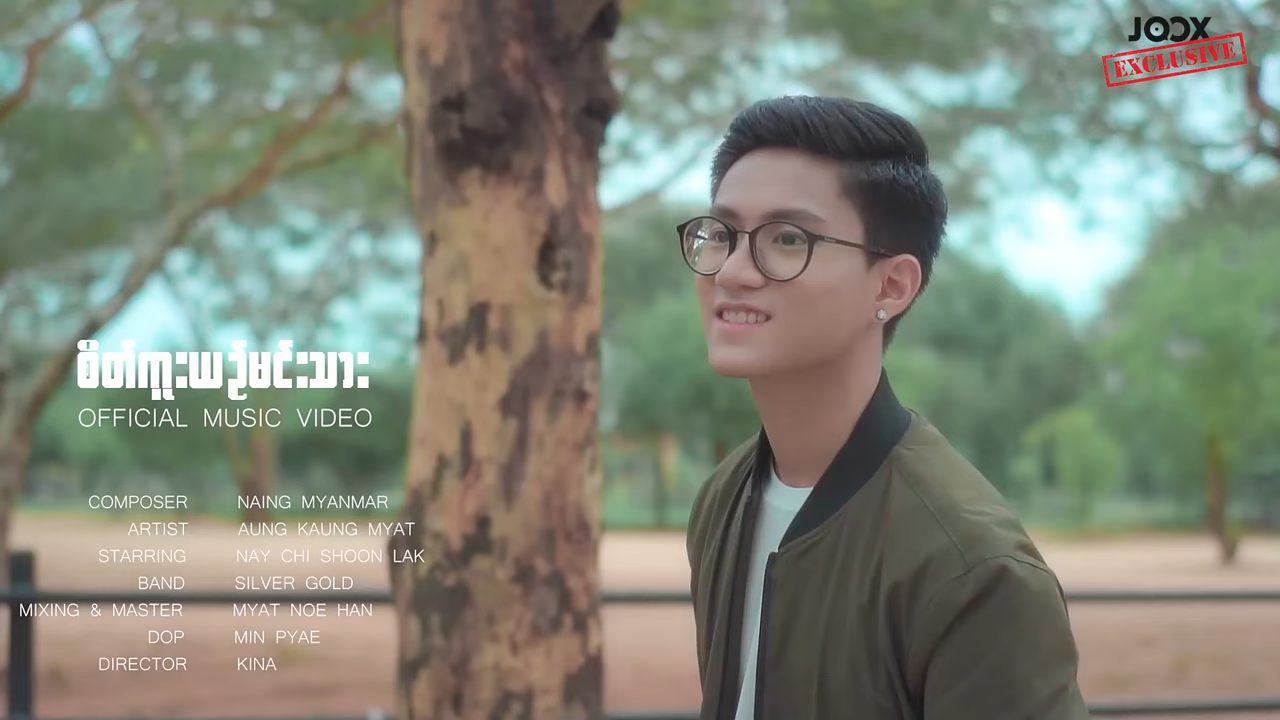 JOOX
EXCLUSIVE
စိတ်ကူးယဉ်မင်းသား
OFFICIAL MUSIC VIDEO
COMPOSER NAING MYANMAR
ARTIST AUNG KAUNG MYAT
STARRING NAY CHI SHOON LAK
BAND SILVER GOLD
MIXING & MASTER MYAT NOE HAN
DOP MIN PYAE
DIRECTOR KINA